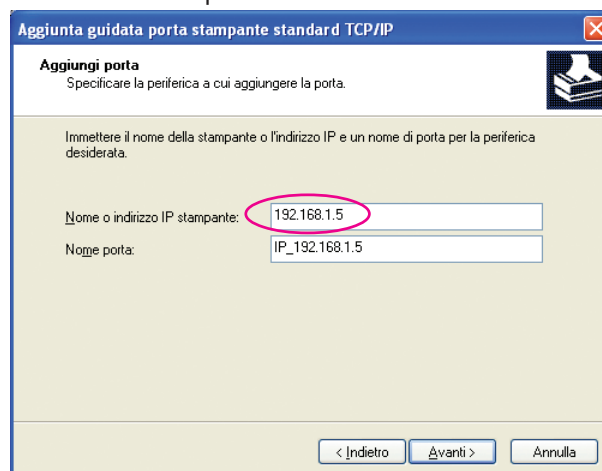 Aggiunta guidata porta stampante standard TCP/IP
Aggiungi porta
Specificare la periferica a cui aggiungere la porta.
Immettere il nome della stampante o l'indirizzo IP e un nome di porta per la periferica
desiderata.
Nome o indirizzo IP stampante: 192.168.1.5
Nome porta: IP_192.168.1.5
< Indietro Avanti > Annulla